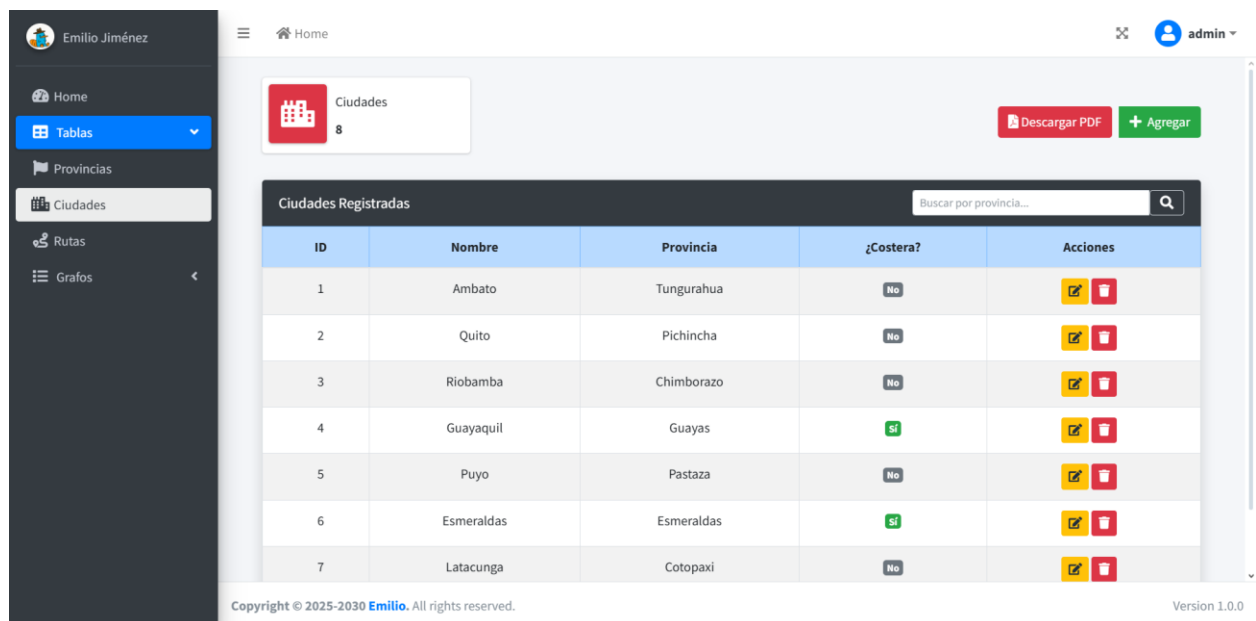 Emilio Jiménez
Home
admin
Home
Tablas
Provincias
Ciudades
Rutas
Grafos
Ciudades
8
Descargar PDF
Agregar
Ciudades Registradas
Buscar por provincia...
ID Nombre Provincia ¿Costera? Acciones
1 Ambato Tungurahua No
2 Quito Pichincha No
3 Riobamba Chimborazo No
4 Guayaquil Guayas Sí
5 Puyo Pastaza No
6 Esmeraldas Esmeraldas Sí
7 Latacunga Cotopaxi No
Copyright © 2025-2030 Emilio. All rights reserved.
Version 1.0.0